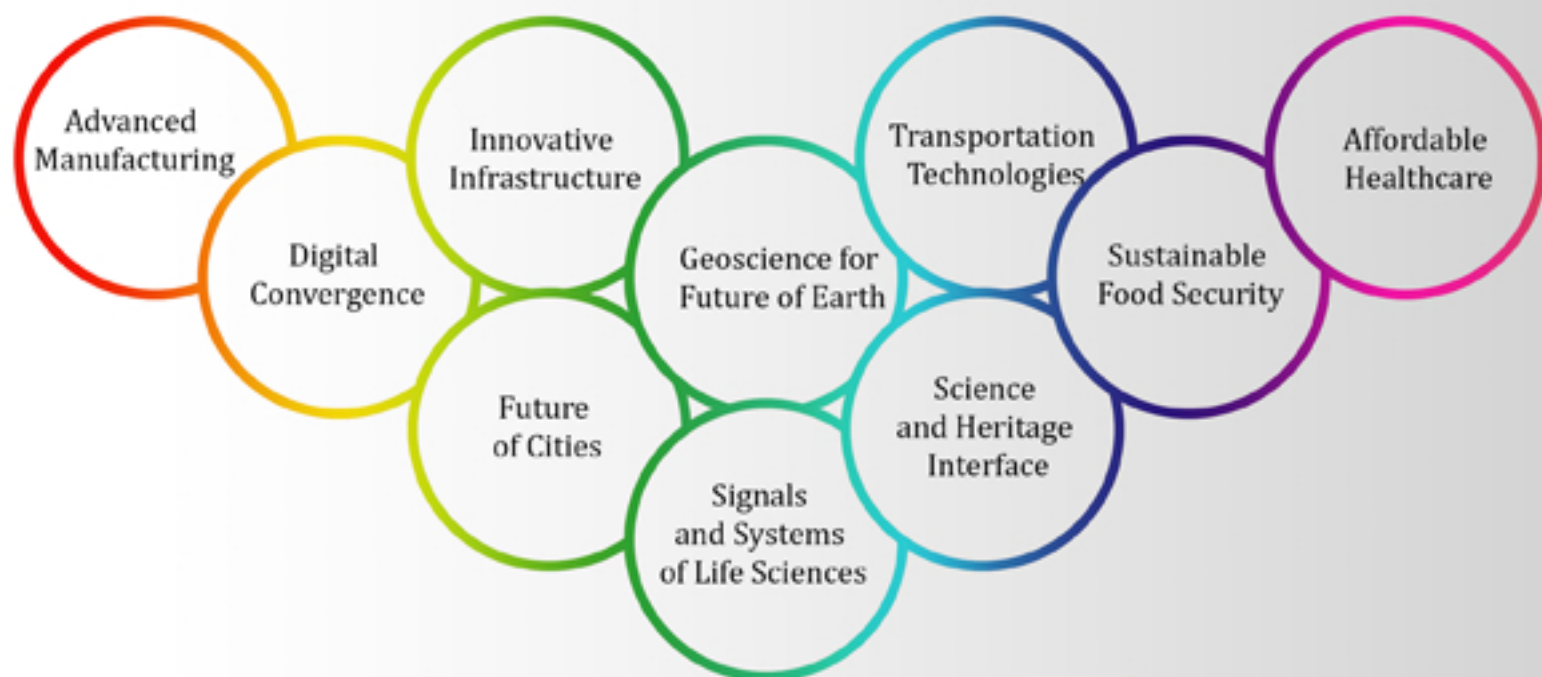 Advanced
Manufacturing
Digital
Convergence
Innovative
Infrastructure
Future
of Cities
Geoscience for
Future of Earth
Signals
and Systems
of Life Sciences
Transportation
Technologies
Science
and Heritage
Interface
Sustainable
Food Security
Affordable
Healthcare